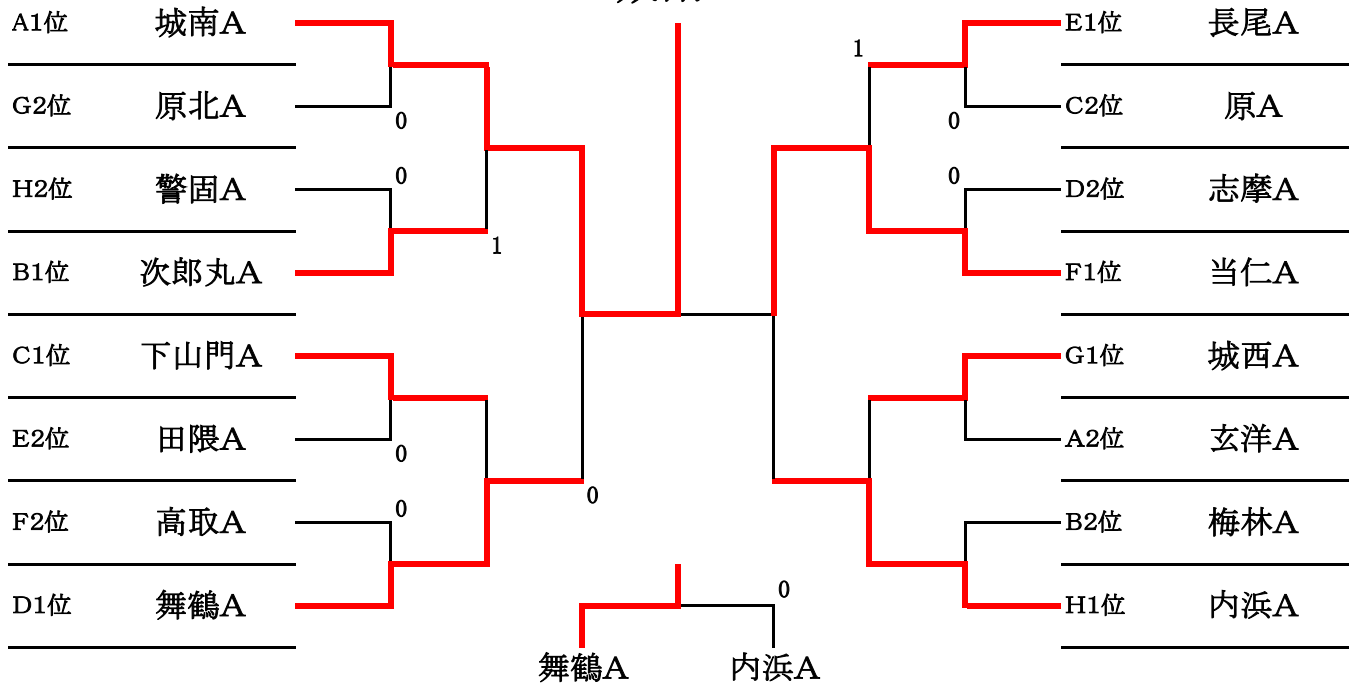 A1位 城南A
G2位 原北A
0
H2位 警固A
0
1
B1位 次郎丸A
C1位 下山門A
E2位 田隈A
0
F2位 高取A
0
0
D1位 舞鶴A
E1位 長尾A
1
C2位 原A
0
D2位 志摩A
0
F1位 当仁A
G1位 城西A
A2位 玄洋A
B2位 梅林A
H1位 内浜A
0
舞鶴A 内浜A